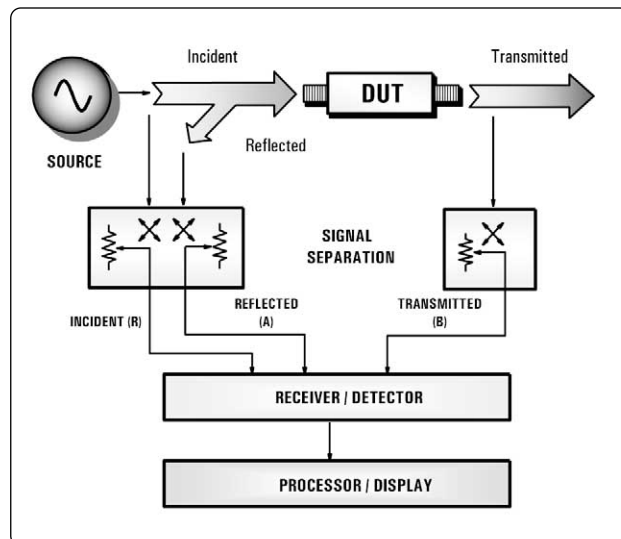 Incident
Transmitted
DUT
SOURCE
Reflected
SIGNAL
SEPARATION
INCIDENT (R)
REFLECTED
(A)
TRANSMITTED
(B)
RECEIVER / DETECTOR
PROCESSOR / DISPLAY